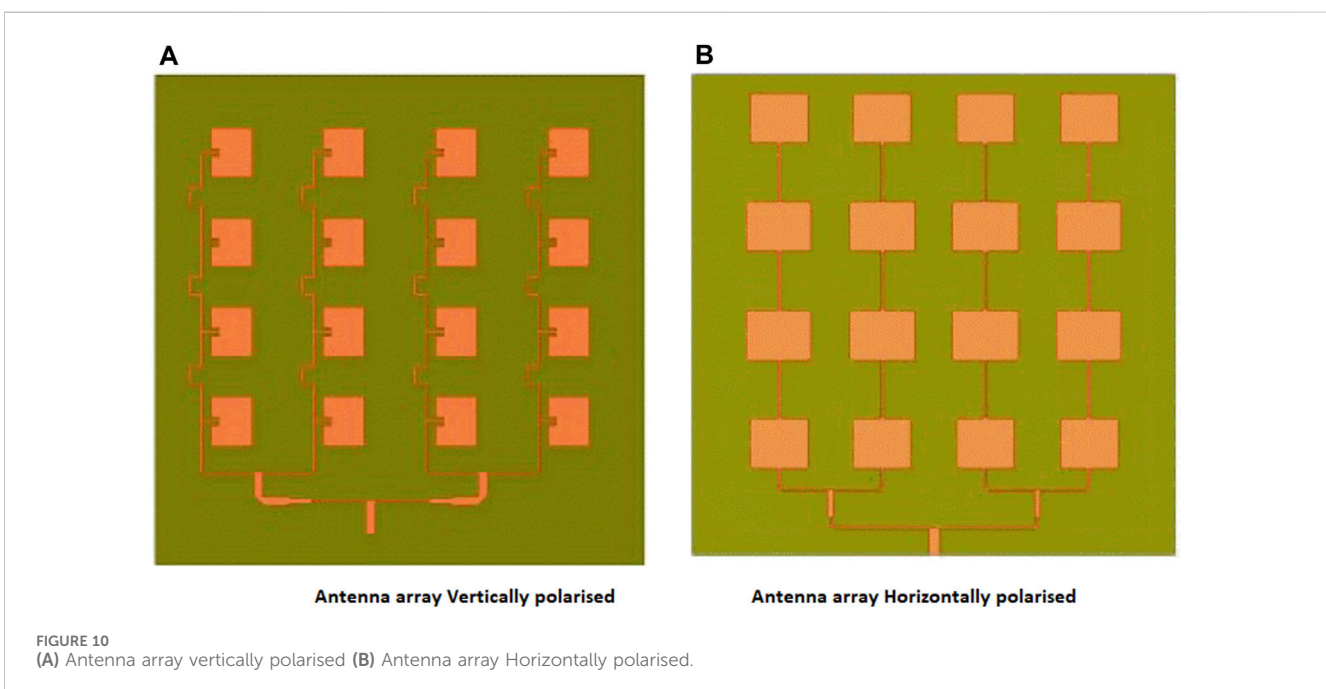 A
B
Antenna array Vertically polarised
Antenna array Horizontally polarised
FIGURE 10
(A) Antenna array vertically polarised (B) Antenna array Horizontally polarised.